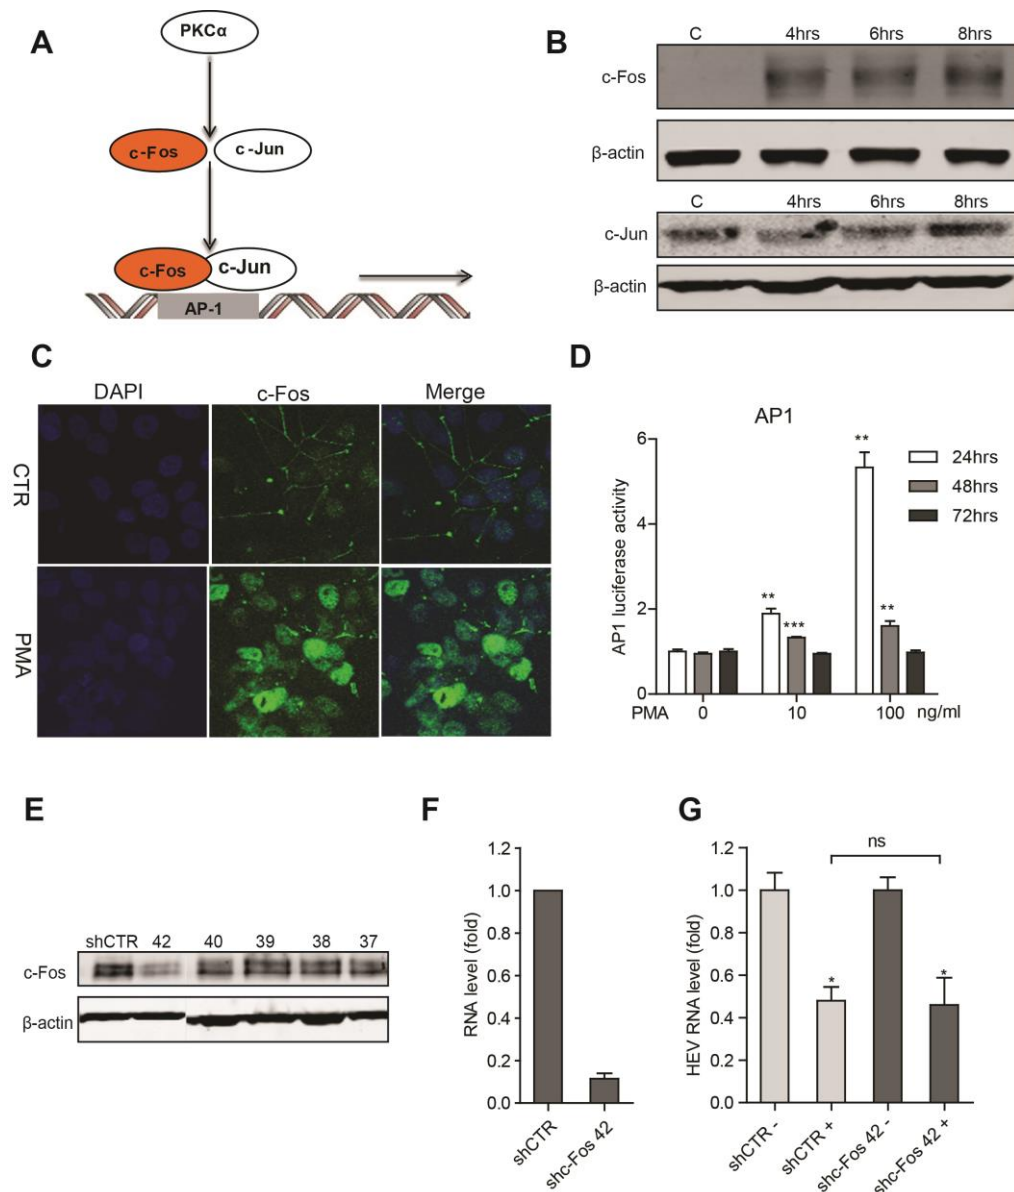 A
PKCα
c-Fos
c-Jun
c-Fos
c-Jun
AP-1
B
C 4hrs 6hrs 8hrs
c-Fos
β-actin
C 4hrs 6hrs 8hrs
c-Jun
β-actin
C
DAPI c-Fos Merge
CTR
PMA
D
AP1
AP1 luciferase activity
6
4
2
0
24hrs
48hrs
72hrs
**
***
**
**
PMA 0 10 100 ng/ml
E
shCTR 42 40 39 38 37
c-Fos
β-actin
F
RNA level (fold)
1.2
1.0
0.8
0.6
0.4
0.2
0.0
shCTR
shc-Fos 42
G
HEV RNA level (fold)
1.2
1.0
0.8
0.6
0.4
0.2
0.0
ns
*
*
shCTR -
shCTR +
shc-Fos 42 -
shc-Fos 42 +